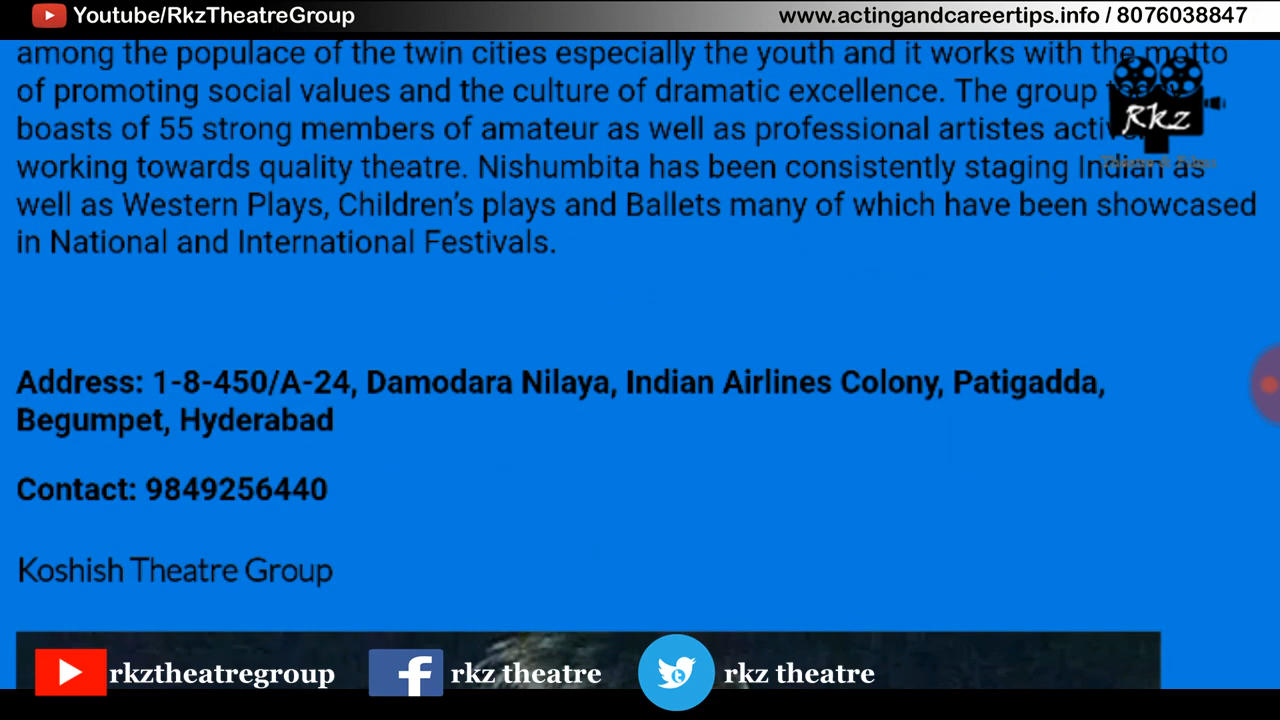 Youtube/RkzTheatreGroup
www.actingandcareertips.info / 8076038847
among the populace of the twin cities especially the youth and it works with the motto
of promoting social values and the culture of dramatic excellence. The group
boasts of 55 strong members of amateur as well as professional artistes
working towards quality theatre. Nishumbita has been consistently staging Indian as
well as Western Plays, Children's plays and Ballets many of which have been showcased
in National and International Festivals.
Rkz
Address: 1-8-450/A-24, Damodara Nilaya, Indian Airlines Colony, Patigadda,
Begumpet, Hyderabad
Contact: 9849256440
Koshish Theatre Group
rkztheatregroup
rkz theatre
rkz theatre